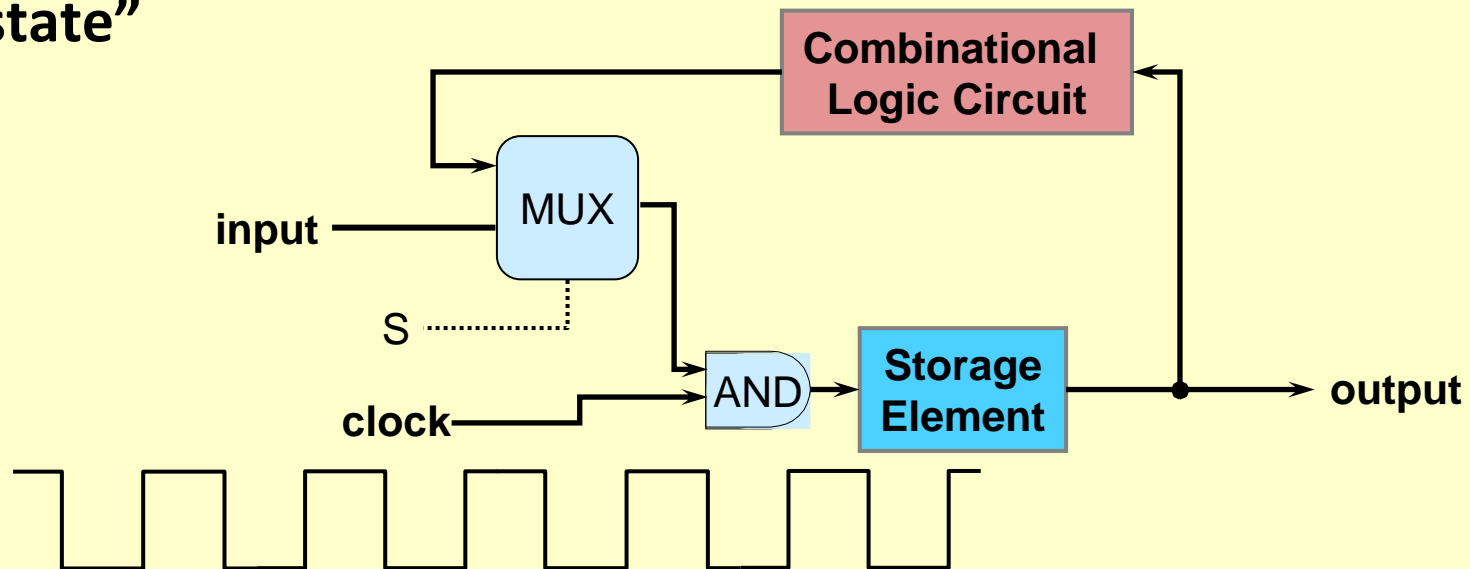 state”
Combinational
Logic Circuit
MUX
input
S
AND
Storage
Element
output
clock